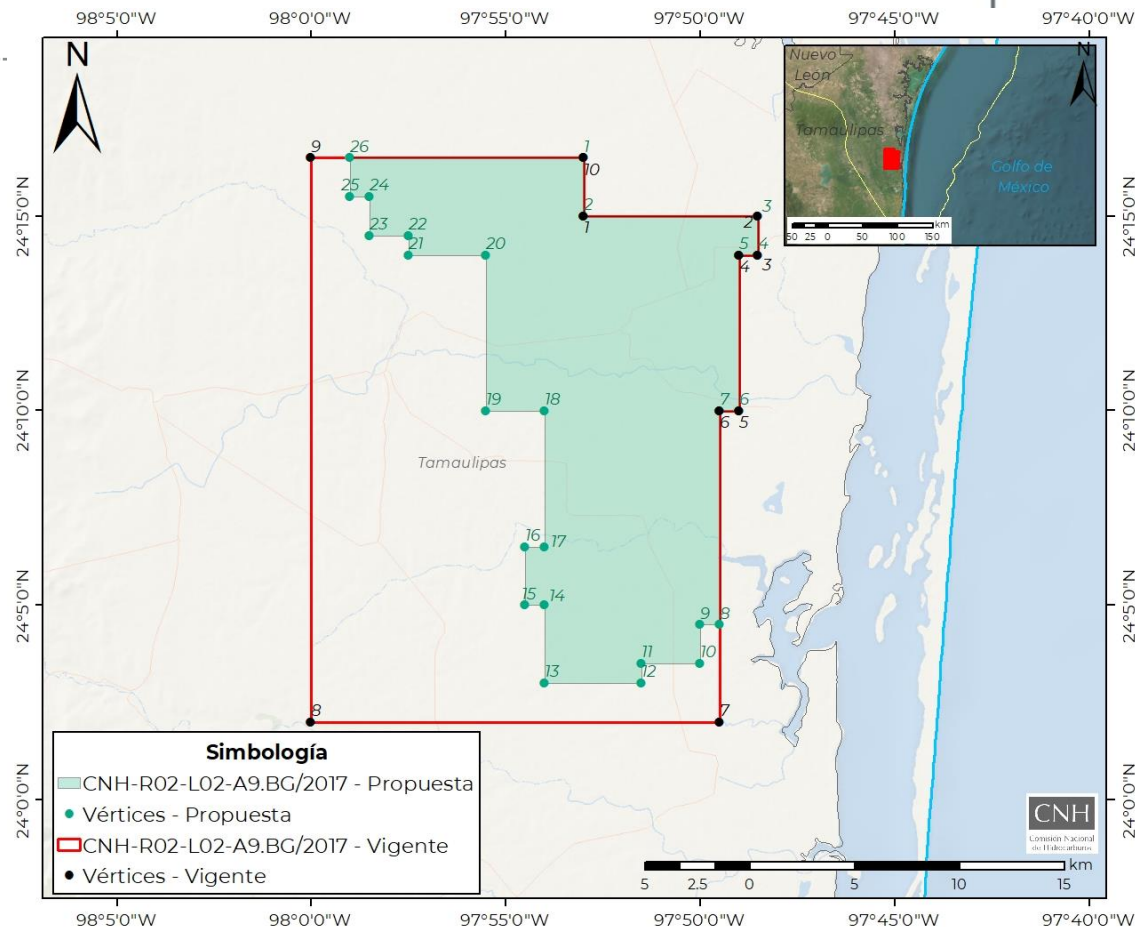 98°5'0"W 98°0'0"W 97°55'0"W 97°50'0"W 97°45'0"W 97°40'0"W
N
Nuevo
León
Tamaulipas
Golfo de
México
N
50 25 0 50 100 150 km
9 26 1
10
25 24
2 3
1 2
24°15'0"N 24°15'0"N
23 22
21 20 5 4
4 3
24°10'0"N 24°10'0"N
19 18 7 6
6 5
Tamaulipas
16 17
24°5'0"N 24°5'0"N
15 14 9 8
11 10
13 12
8 7
24°0'0"N 24°0'0"N
Simbología
CNH-R02-L02-A9.BG/2017 - Propuesta
Vértices - Propuesta
CNH-R02-L02-A9.BG/2017 - Vigente
Vértices - Vigente
CNH
Comisión Nacional
de Hidrocarburos
km
5 2.5 0 5 10 15
98°5'0"W 98°0'0"W 97°55'0"W 97°50'0"W 97°45'0"W 97°40'0"W